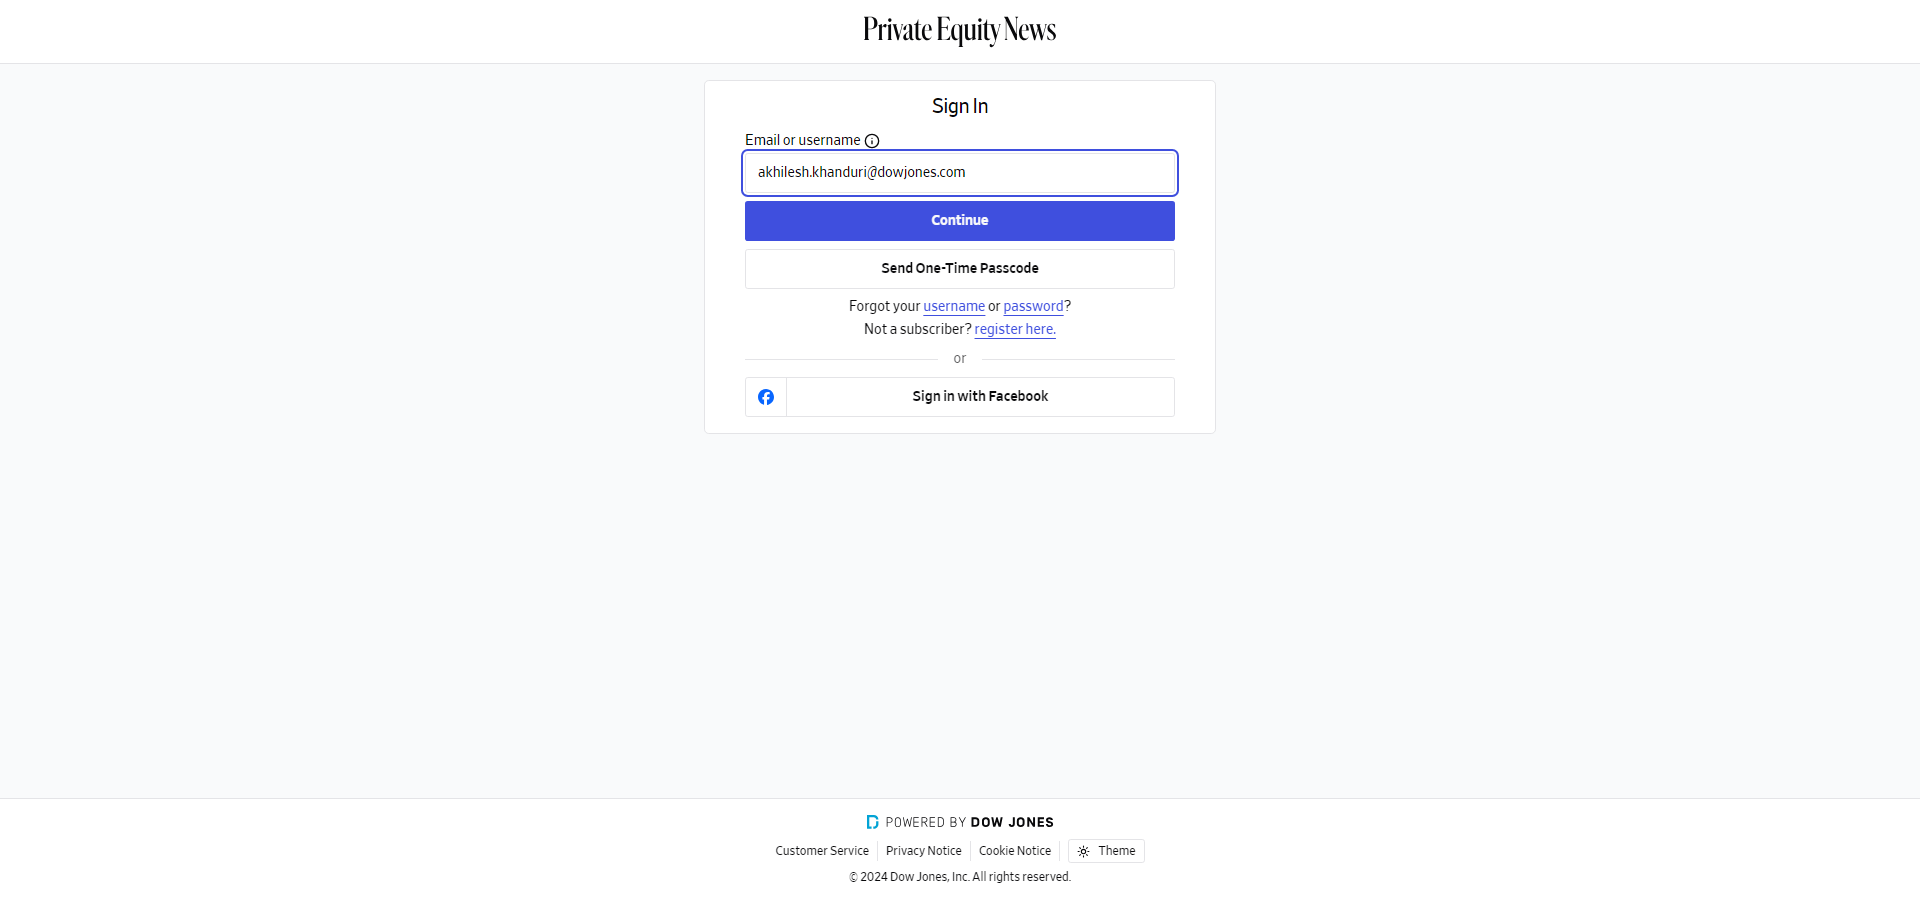 Private Equity News
Sign In
Email or username
akhilesh.khanduri@dowjones.com
Continue
Send One-Time Passcode
Forgot your username or password?
Not a subscriber? register here.
or
Sign in with Facebook
POWERED BY DOW JONES
Customer Service Privacy Notice Cookie Notice Theme
© 2024 Dow Jones, Inc. All rights reserved.